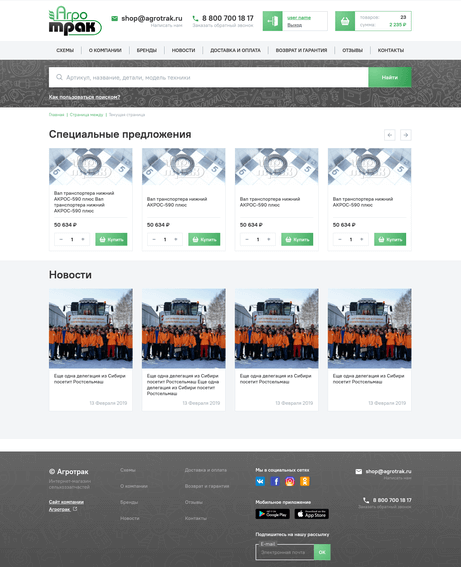 Агро
трак
shop@agrotrak.ru
Написать нам
8 800 700 18 17
Заказать обратный звонок
user name
Выход
товаров: 23
сумма: 2 235 ₽
СХЕМЫ
О КОМПАНИИ
БРЕНДЫ
НОВОСТИ
ДОСТАВКА И ОПЛАТА
ВОЗВРАТ И ГАРАНТИЯ
ОТЗЫВЫ
КОНТАКТЫ
Артикул, название, детали, модель техники
Найти
Как пользоваться поиском?
Главная | Страница между | Текущая страница
Специальные предложения
Вал транспортера нижний
АКРОС-590 плюс Вал
транспортера нижний
АКРОС-590 плюс
50 634 ₽
− 1 +
Купить
Вал транспортера нижний
АКРОС-590 плюс
50 634 ₽
− 1 +
Купить
Вал транспортера нижний
АКРОС-590 плюс
50 634 ₽
− 1 +
Купить
Вал транспортера нижний
АКРОС-590 плюс
50 634 ₽
− 1 +
Купить
Новости
Еще одна делегация из Сибири
посетит Ростсельмаш
13 Февраля 2019
Еще одна делегация из Сибири
посетит Ростсельмаш Еще одна
делегация из Сибири посетит
Ростсельмаш
13 Февраля 2019
Еще одна делегация из Сибири
посетит Ростсельмаш
13 Февраля 2019
Еще одна делегация из Сибири
посетит Ростсельмаш
13 Февраля 2019
© Агротрак
Интернет-магазин
сельхоззапчастей
Сайт компании
Агротрак
Схемы
О компании
Бренды
Новости
Доставка и оплата
Возврат и гарантия
Отзывы
Контакты
Мы в социальных сетях
Мобильное приложение
Google Play
App Store
Подпишитесь на нашу рассылку
E-mail
Электронная почта
ОК
shop@agrotrak.ru
Написать нам
8 800 700 18 17
Заказать обратный звонок